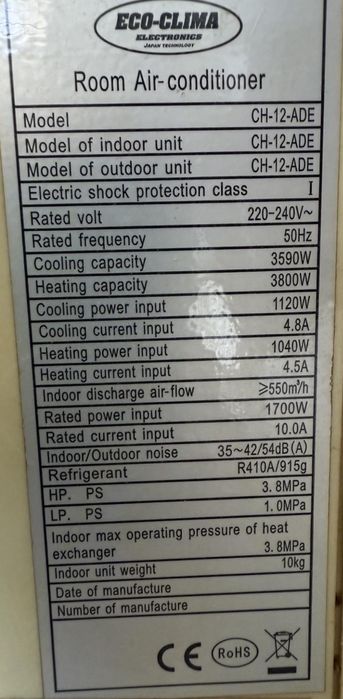 ECO-CLIMA
ELECTRONICS
JAPAN TECHNOLOGY
Room Air-conditioner
Model CH-12-ADE
Model of indoor unit CH-12-ADE
Model of outdoor unit CH-12-ADE
Electric shock protection class I
Rated volt 220-240V~
Rated frequency 50Hz
Cooling capacity 3590W
Heating capacity 3800W
Cooling power input 1120W
Cooling current input 4.8A
Heating power input 1040W
Heating current input 4.5A
Indoor discharge air-flow ≥550m³/h
Rated power input 1700W
Rated current input 10.0A
Indoor/Outdoor noise 35~42/54dB(A)
Refrigerant R410A/915g
HP. PS 3.8MPa
LP. PS 1.0MPa
Indoor max operating pressure of heat
exchanger 3.8MPa
Indoor unit weight 10kg
Date of manufacture
Number of manufacture
CE RoHS